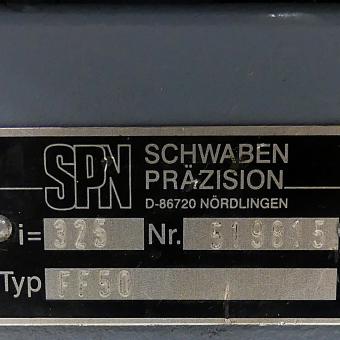 SPN SCHWABEN
PRÄZISION
D-86720 NÖRDLINGEN
i= 325 Nr. 519815
Typ FF50